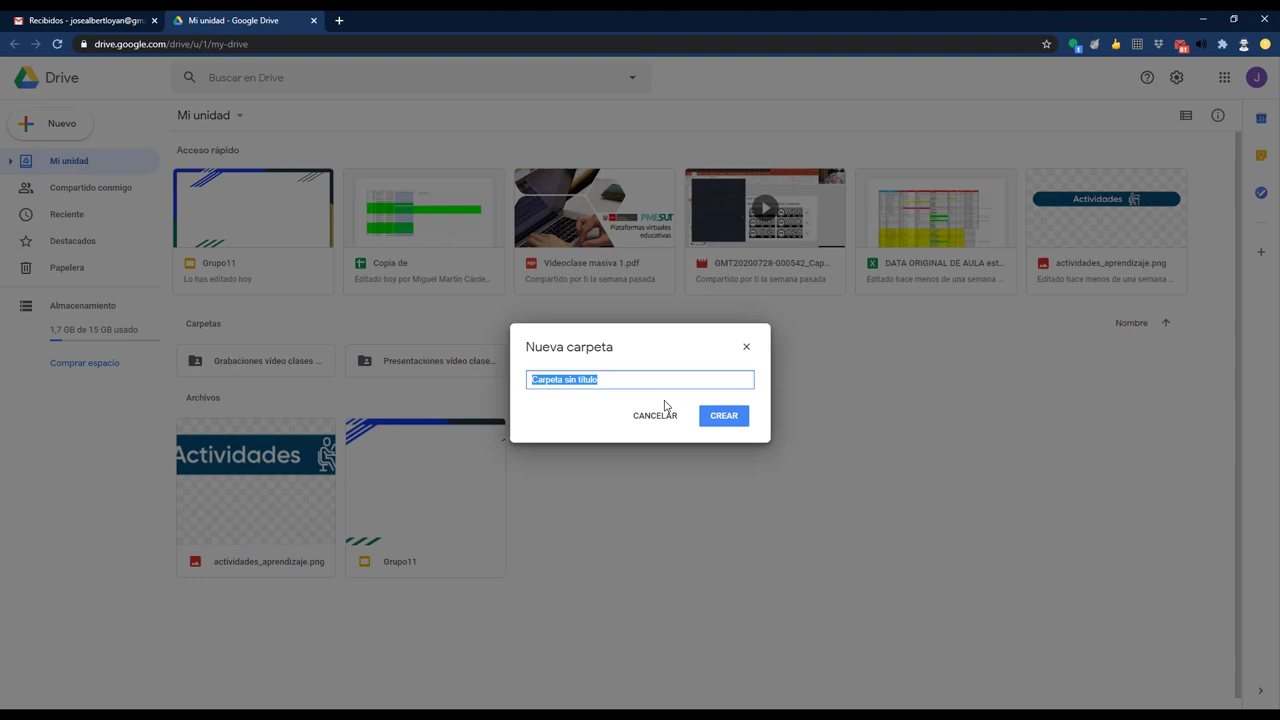 Recibidos - josealbertloyan@gm
Mi unidad - Google Drive
drive.google.com/drive/u/1/my-drive
1
81
Drive
Buscar en Drive
J
Nuevo
Mi unidad
Mi unidad
Compartido conmigo
Reciente
Destacados
Papelera
Almacenamiento
1,7 GB de 15 GB usado
Comprar espacio
Acceso rápido
Grupo11
Lo has editado hoy
Copia de
Editado hoy por Miguel Martín Cárde...
PMESUT
Plataformas virtuales
educativas
Videoclase masiva 1.pdf
Compartido por ti la semana pasada
GMT20200728-000542_Cap...
Compartido por ti la semana pasada
DATA ORIGINAL DE AULA est...
Editado hace menos de una semana ...
Actividades
actividades_aprendizaje.png
Editado hace menos de una semana ...
Carpetas
Nombre
Grabaciones vídeo clases ...
Presentaciones vídeo clase...
Nueva carpeta
Carpeta sin título
CANCELAR
CREAR
Archivos
Actividades
actividades_aprendizaje.png
Grupo11